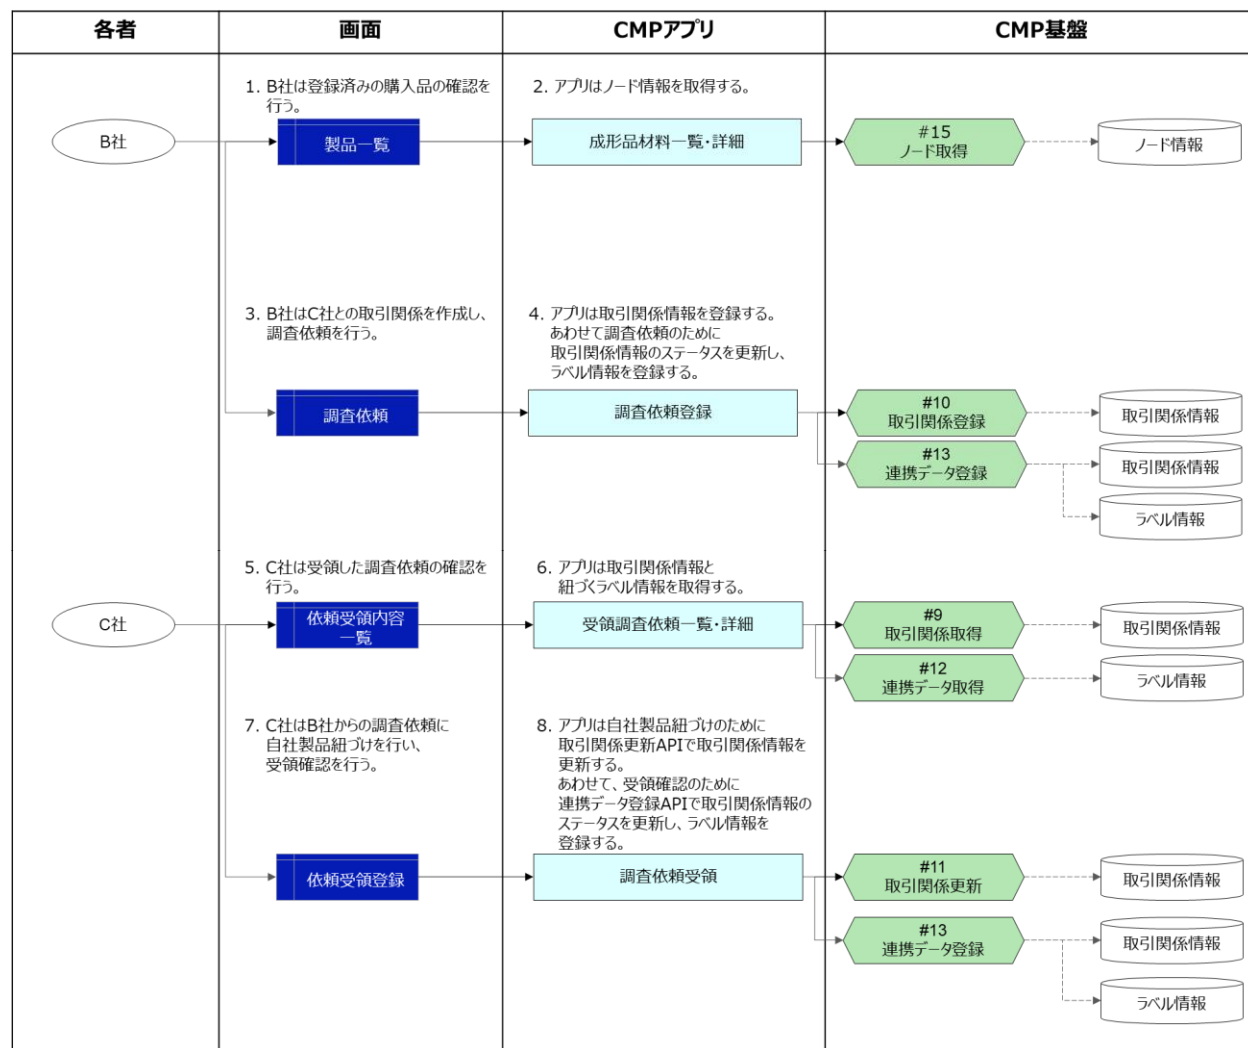 各者
画面
CMPアプリ
CMP基盤
1. B社は登録済みの購入品の確認を
行う。
2. アプリはノード情報を取得する。
B社
製品一覧
成形品材料一覧・詳細
#15
ノード取得
ノード情報
3. B社はC社との取引関係を作成し、
調査依頼を行う。
4. アプリは取引関係情報を登録する。
あわせて調査依頼のために
取引関係情報のステータスを更新し、
ラベル情報を登録する。
調査依頼
調査依頼登録
#10
取引関係登録
取引関係情報
#13
連携データ登録
取引関係情報
ラベル情報
5. C社は受領した調査依頼の確認を
行う。
6. アプリは取引関係情報と
紐づくラベル情報を取得する。
C社
依頼受領内容
一覧
受領調査依頼一覧・詳細
#9
取引関係取得
取引関係情報
#12
連携データ取得
ラベル情報
7. C社はB社からの調査依頼に
自社製品紐づけを行い、
受領確認を行う。
8. アプリは自社製品紐づけのために
取引関係更新APIで取引関係情報を
更新する。
あわせて、受領確認のために
連携データ登録APIで取引関係情報の
ステータスを更新し、ラベル情報を
登録する。
依頼受領登録
調査依頼受領
#11
取引関係更新
取引関係情報
#13
連携データ登録
取引関係情報
ラベル情報